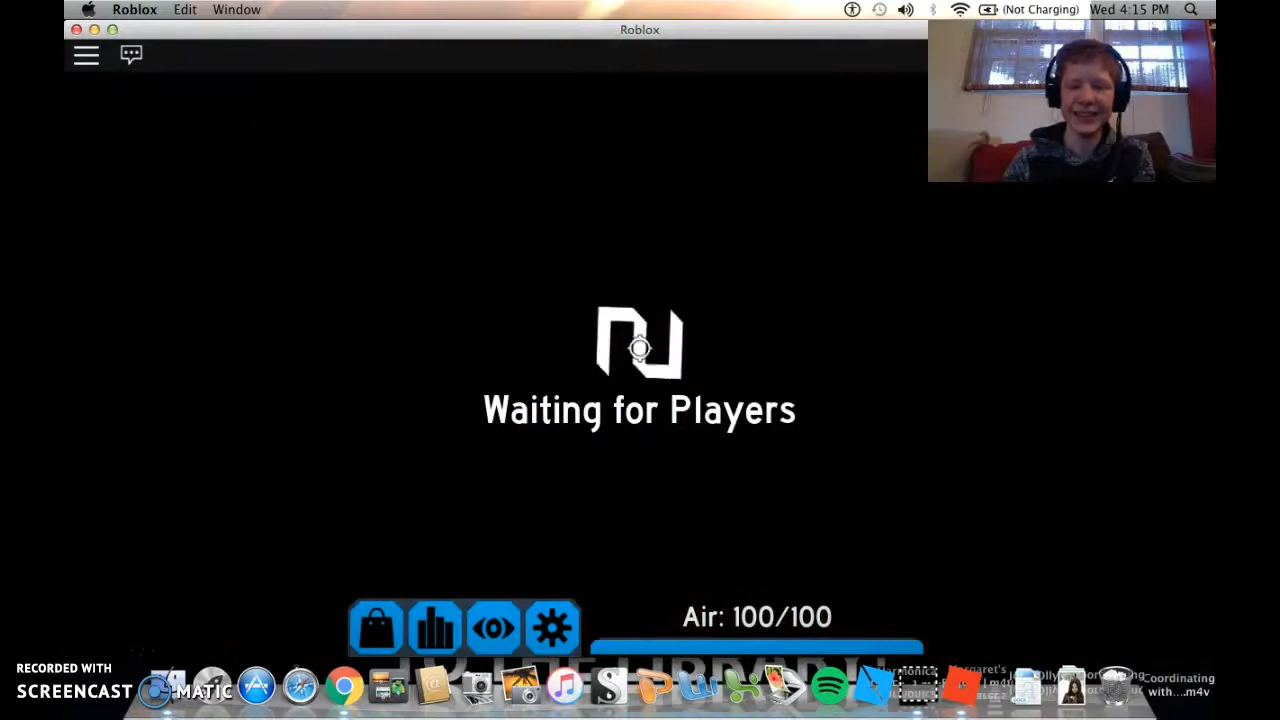 Roblox Edit Window (Not Charging) Wed 4:15 PM
Roblox
Waiting for Players
Air: 100/100
RECORDED WITH
SCREENCAST MATIC
Coordinating
with....m4v